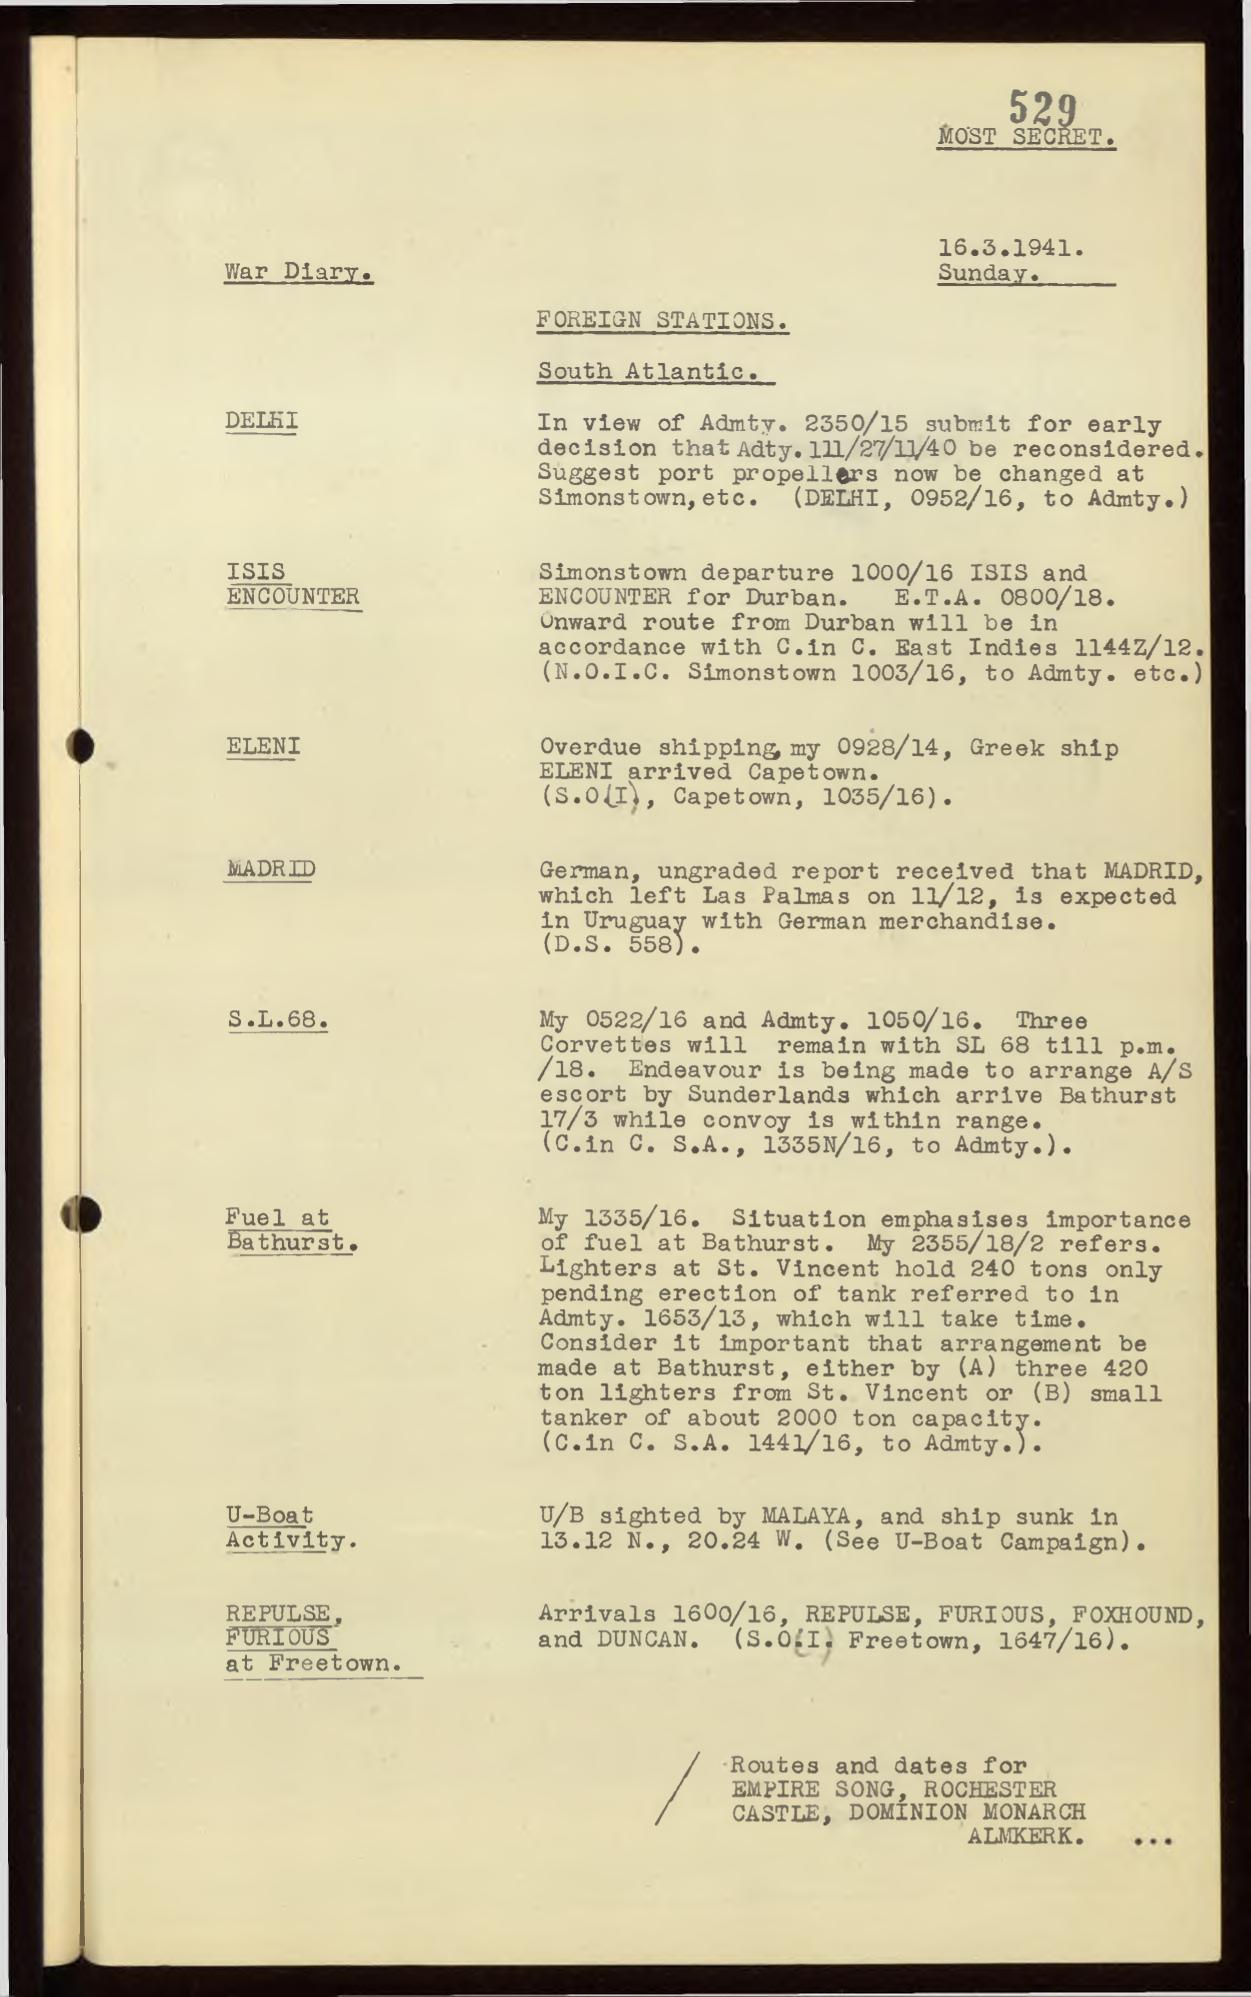 529
MOST SECRET.
16.3.1941.
War Diary.
Sunday.
FOREIGN STATIONS.
South Atlantic.
DELHI
In view of Admty. 2350/15 submit for early
decision that Adty. 111/27/11/40 be reconsidered.
Suggest port propellers now be changed at
Simonstown, etc. (DELHI, 0952/16, to Admty.)
ISIS
ENCOUNTER
Simonstown departure 1000/16 ISIS and
ENCOUNTER for Durban. E.T.A. 0800/18.
Onward route from Durban will be in
accordance with C.in C. East Indies 1144Z/12.
(N.O.I.C. Simonstown 1003/16, to Admty. etc.)
ELENI
Overdue shipping, my 0928/14, Greek ship
ELENI arrived Capetown.
(S.O.(I), Capetown, 1035/16).
MADRID
German, ungraded report received that MADRID,
which left Las Palmas on 11/12, is expected
in Uruguay with German merchandise.
(D.S. 558).
S.L.68.
My 0522/16 and Admty. 1050/16. Three
Corvettes will remain with SL 68 till p.m.
/18. Endeavour is being made to arrange A/S
escort by Sunderlands which arrive Bathurst
17/3 while convoy is within range.
(C.in C. S.A., 1335N/16, to Admty.).
Fuel at
Bathurst.
My 1335/16. Situation emphasises importance
of fuel at Bathurst. My 2355/18/2 refers.
Lighters at St. Vincent hold 240 tons only
pending erection of tank referred to in
Admty. 1653/13, which will take time.
Consider it important that arrangement be
made at Bathurst, either by (A) three 420
ton lighters from St. Vincent or (B) small
tanker of about 2000 ton capacity.
(C.in C. S.A. 1441/16, to Admty.).
U-Boat
Activity.
U/B sighted by MALAYA, and ship sunk in
13.12 N., 20.24 W. (See U-Boat Campaign).
REPULSE,
FURIOUS
at Freetown.
Arrivals 1600/16, REPULSE, FURIOUS, FOXHOUND,
and DUNCAN. (S.O.(I) Freetown, 1647/16).
/ Routes and dates for
EMPIRE SONG, ROCHESTER
CASTLE, DOMINION MONARCH
ALMKERK. ...